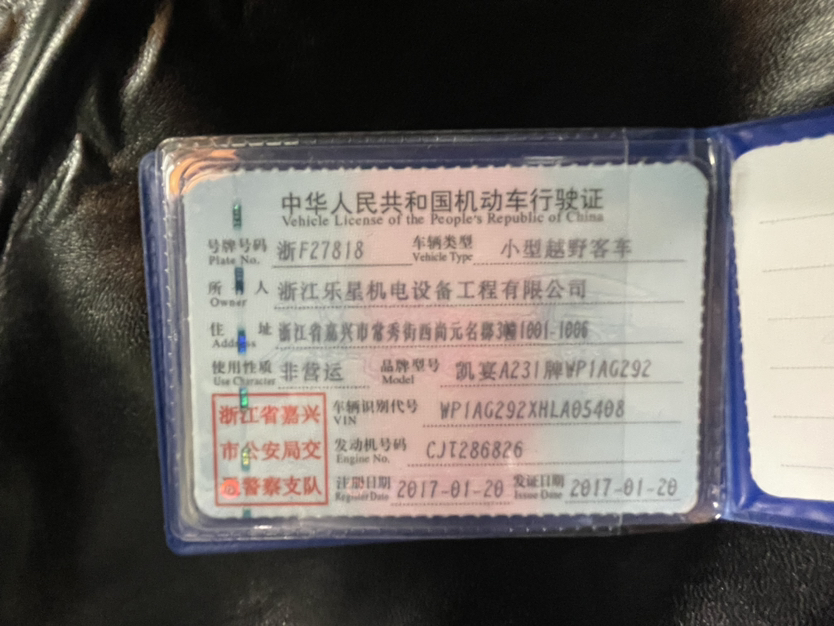 中华人民共和国机动车行驶证
Vehicle License of the People's Republic of China
号牌号码 浙F27818 车辆类型 小型越野客车
Plate No. Vehicle Type
所有人 浙江乐星机电设备工程有限公司
Owner
住址 浙江省嘉兴市常秀街西尚元名郡3幢1001-1006
Address
使用性质 非营运 品牌型号 凯宴A231牌WP1AG292
Use Character Model
浙江省嘉兴
市公安局交
通警察支队
车辆识别代号 WP1AG292XHLA05408
VIN
发动机号码 CJT286826
Engine No.
注册日期 2017-01-20 发证日期 2017-01-20
Register Date Issue Date